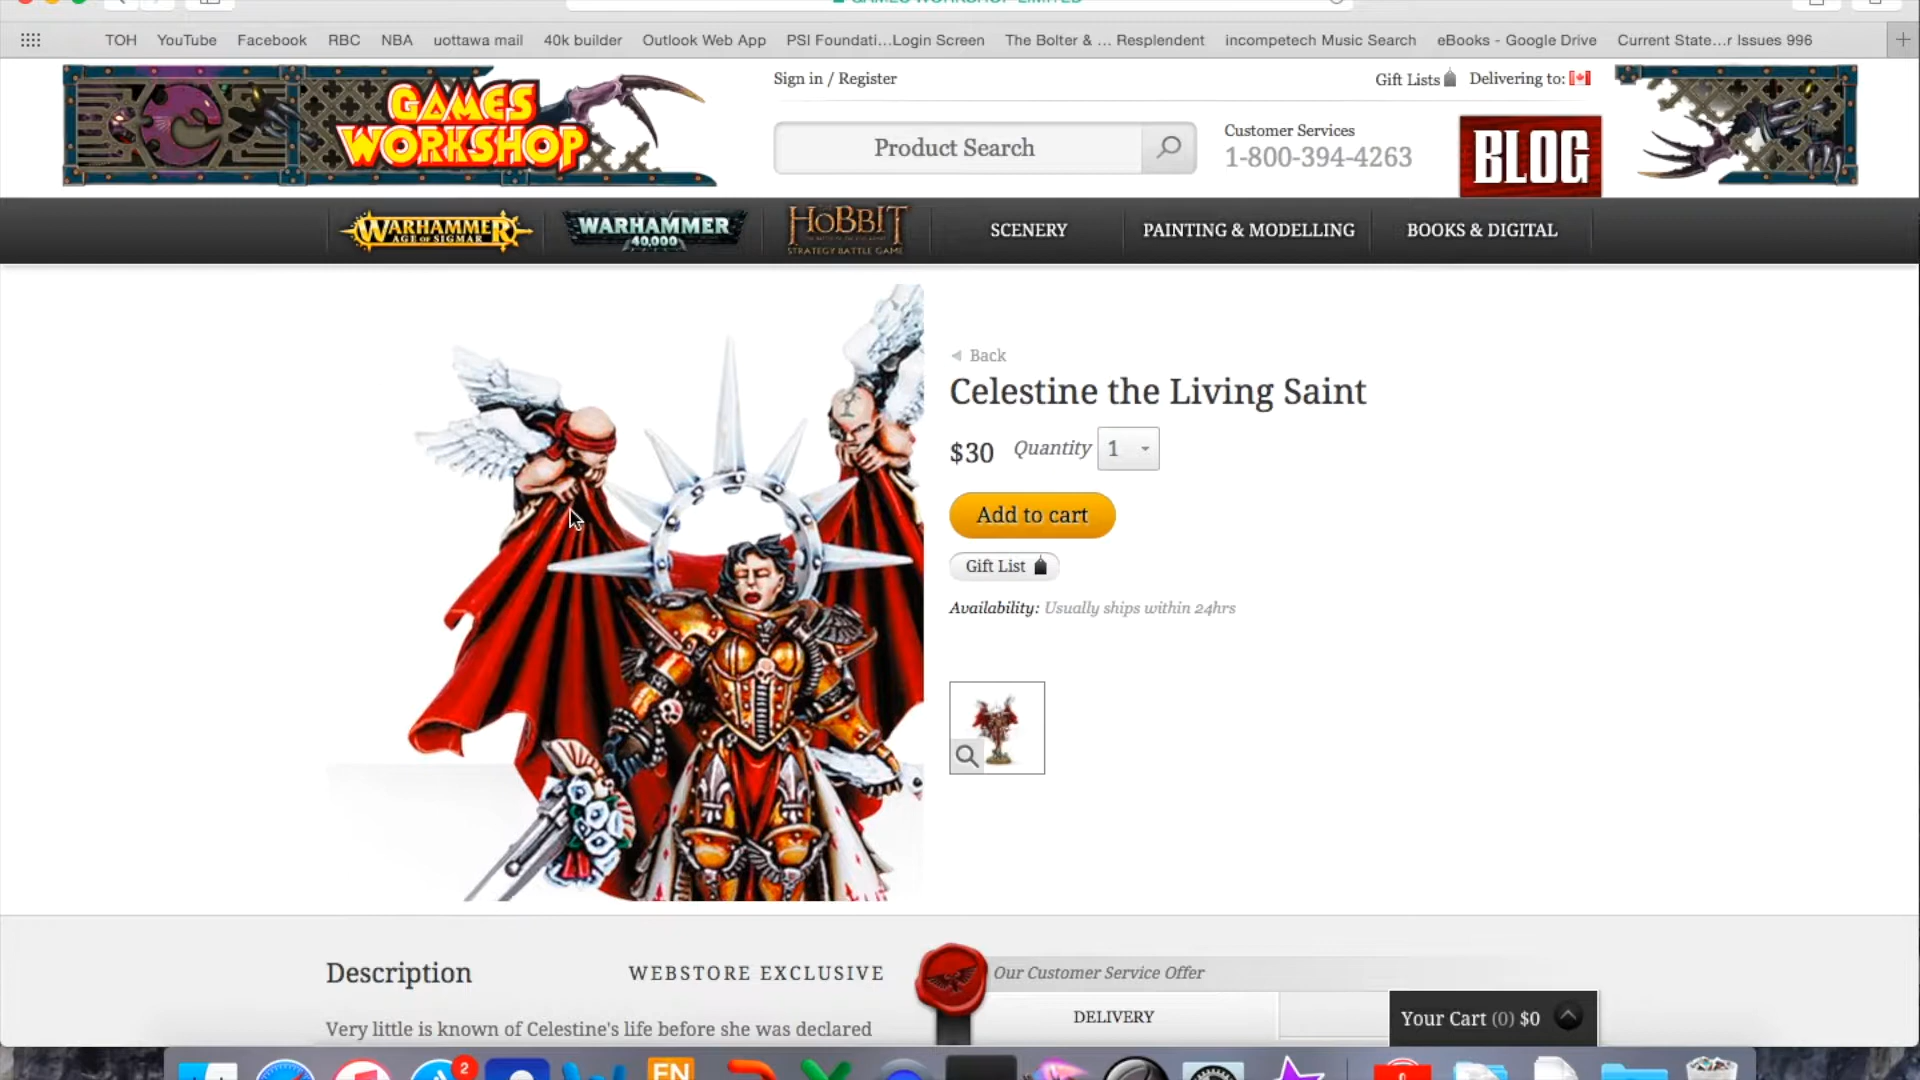 TOH YouTube Facebook RBC NBA uottawa mail 40k builder Outlook Web App PSI Foundati...Login Screen The Bolter & ... Resplendent incompetech Music Search eBooks - Google Drive Current State...r Issues 996
GAMES WORKSHOP
Sign in / Register
Gift Lists Delivering to:
Product Search
Customer Services
1-800-394-4263
BLOG
WARHAMMER AGE OF SIGMAR
WARHAMMER 40,000
HOBBIT
STRATEGY BATTLE GAME
SCENERY
PAINTING & MODELLING
BOOKS & DIGITAL
Back
Celestine the Living Saint
$30 Quantity 1
Add to cart
Gift List
Availability: Usually ships within 24hrs
Description
WEBSTORE EXCLUSIVE
Our Customer Service Offer
DELIVERY
Very little is known of Celestine's life before she was declared
Your Cart (0) $0
2
EN